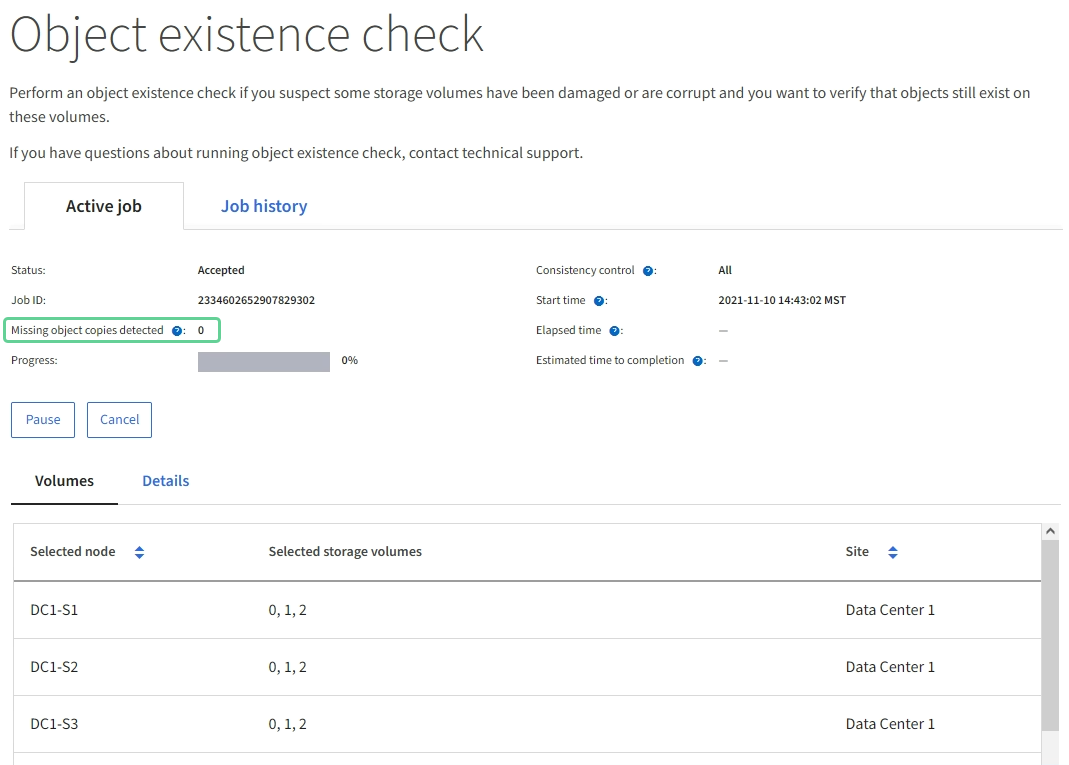 Object existence check
Perform an object existence check if you suspect some storage volumes have been damaged or are corrupt and you want to verify that objects still exist on
these volumes.
If you have questions about running object existence check, contact technical support.
Active job Job history
Status: Accepted Consistency control ?: All
Job ID: 2334602652907829302 Start time ?: 2021-11-10 14:43:02 MST
Missing object copies detected ?: 0 Elapsed time ?: —
Progress: 0% Estimated time to completion ?: —
Pause Cancel
Volumes Details
Selected node Selected storage volumes Site
DC1-S1 0, 1, 2 Data Center 1
DC1-S2 0, 1, 2 Data Center 1
DC1-S3 0, 1, 2 Data Center 1